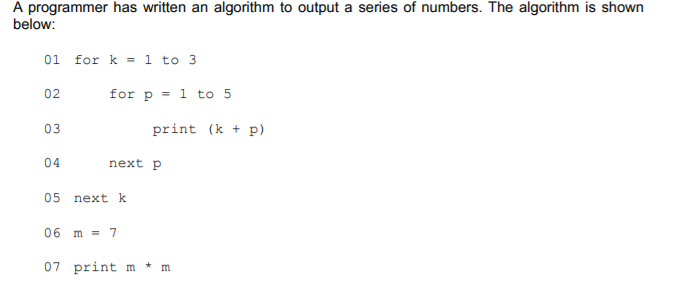 A programmer has written an algorithm to output a series of numbers. The algorithm is shown
below:
01 for k = 1 to 3
02 for p = 1 to 5
03 print (k + p)
04 next p
05 next k
06 m = 7
07 print m * m